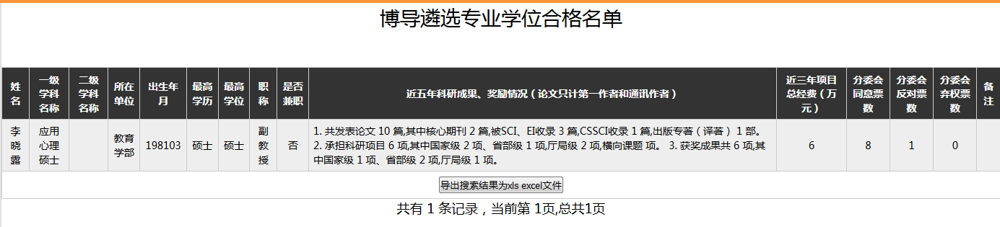 博导遴选专业学位合格名单
姓名 一级学科名称 二级学科名称 所在单位 出生年月 最高学历 最高学位 职称 是否兼职 近五年科研成果、奖励情况（论文只计第一作者和通讯作者） 近三年项目总经费（万元） 分委会同意票数 分委会反对票数 分委会弃权票数 备注
李晓露 应用心理硕士 教育学部 198103 硕士 硕士 副教授 否
1. 共发表论文 10 篇,其中核心期刊 2 篇,被SCI、EI收录 3 篇,CSSCI收录 1 篇,出版专著（译著） 1 部。
2. 承担科研项目 6 项,其中国家级 2 项、省部级 1 项,厅局级 2 项,横向课题 项。 3. 获奖成果共 6 项,其
中国家级 1 项、省部级 2 项,厅局级 1 项。
6 8 1 0
导出搜索结果为xls excel文件
共有 1 条记录，当前第 1页,总共1页